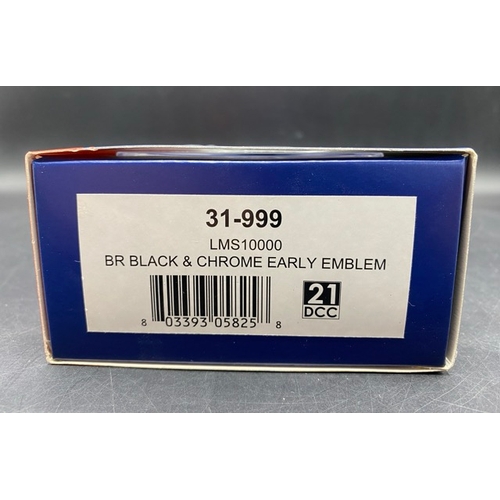 31-999
LMS10000
BR BLACK & CHROME EARLY EMBLEM
21
DCC
8 03393 05825 8